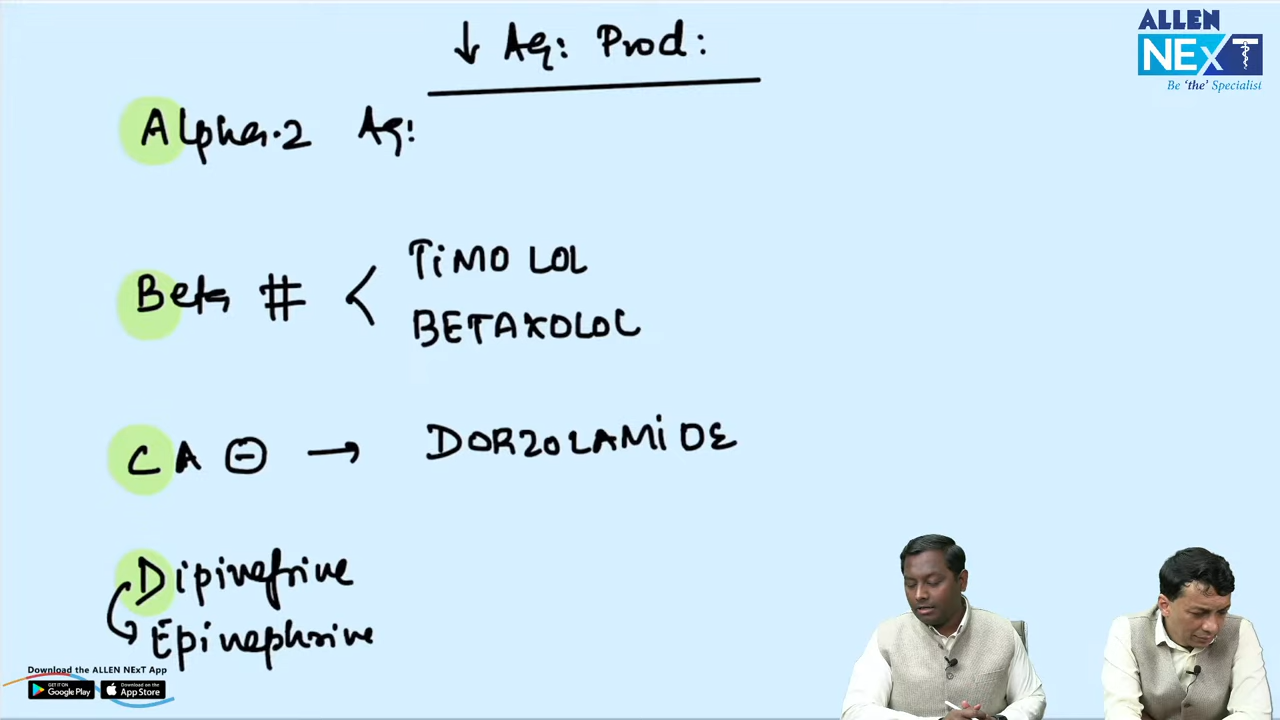 ↓ Aq: Prod:
ALLEN
NEXT
Be 'the' Specialist
Alpha.2 Ag:
Beta # < TiMOLOL
BETAXOLOL
CA ⊖ → DORZOLAMiDE
Dipivefrine
Epinephrine
Download the ALLEN NExT App
GET IT ON
Google Play
Download on the
App Store